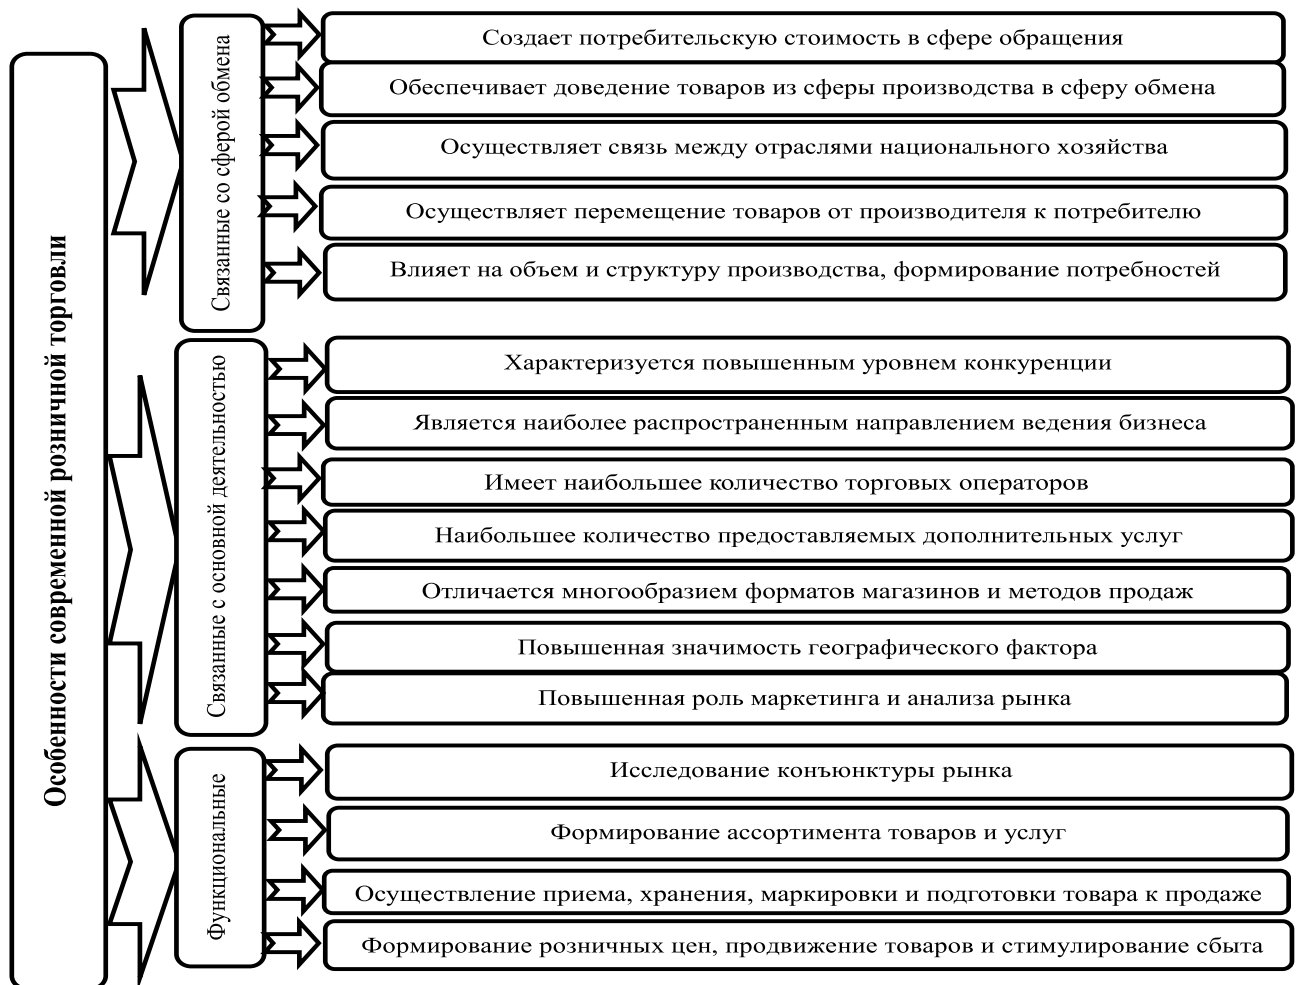 Особенности современной розничной торговли
Связанные со сферой обмена
Создает потребительскую стоимость в сфере обращения
Обеспечивает доведение товаров из сферы производства в сферу обмена
Осуществляет связь между отраслями национального хозяйства
Осуществляет перемещение товаров от производителя к потребителю
Влияет на объем и структуру производства, формирование потребностей
Связанные с основной деятельностью
Характеризуется повышенным уровнем конкуренции
Является наиболее распространенным направлением ведения бизнеса
Имеет наибольшее количество торговых операторов
Наибольшее количество предоставляемых дополнительных услуг
Отличается многообразием форматов магазинов и методов продаж
Повышенная значимость географического фактора
Повышенная роль маркетинга и анализа рынка
Функциональные
Исследование конъюнктуры рынка
Формирование ассортимента товаров и услуг
Осуществление приема, хранения, маркировки и подготовки товара к продаже
Формирование розничных цен, продвижение товаров и стимулирование сбыта